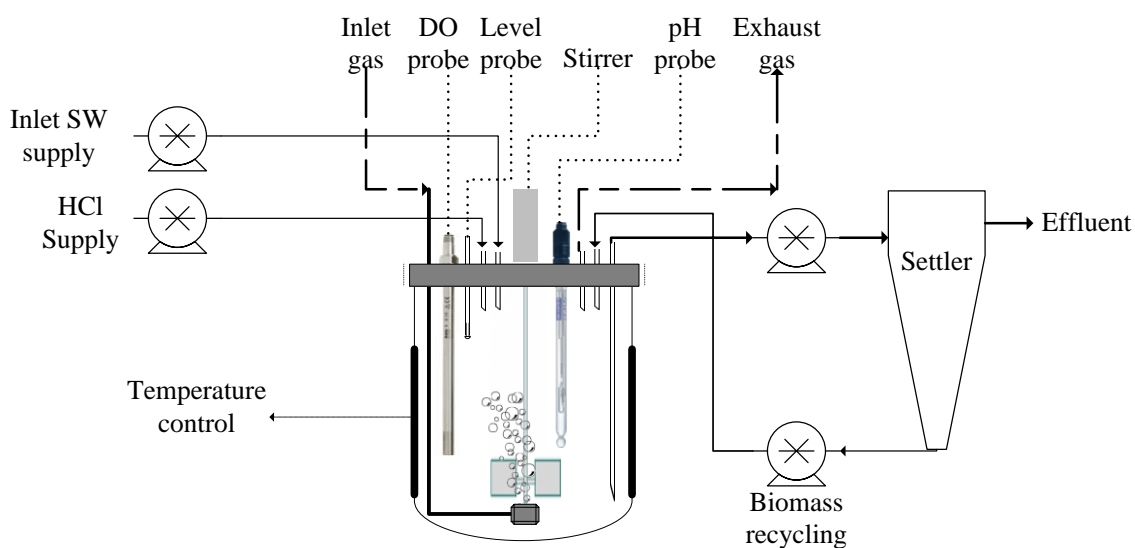 Inlet
gas
DO
probe
Level
probe
Stirrer
pH
probe
Exhaust
gas
Inlet SW
supply
HCl
Supply
Settler
Effluent
Temperature
control
Biomass
recycling